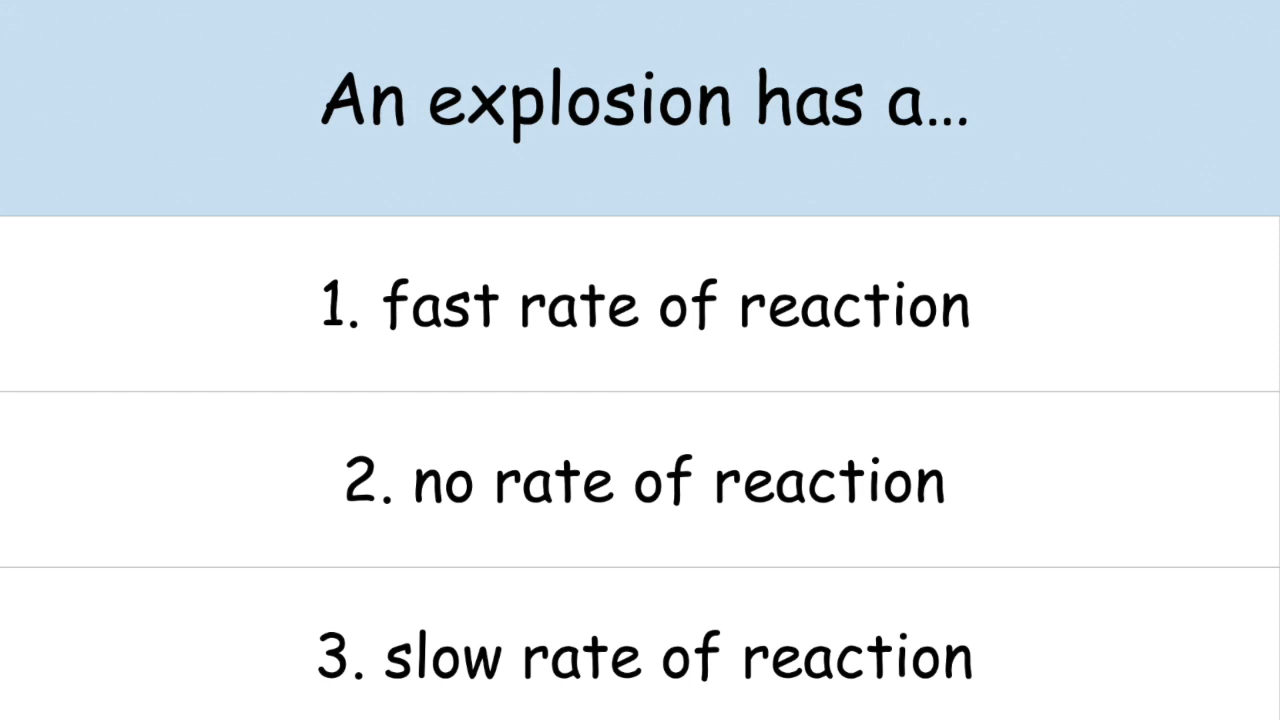 An explosion has a...
1. fast rate of reaction
2. no rate of reaction
3. slow rate of reaction